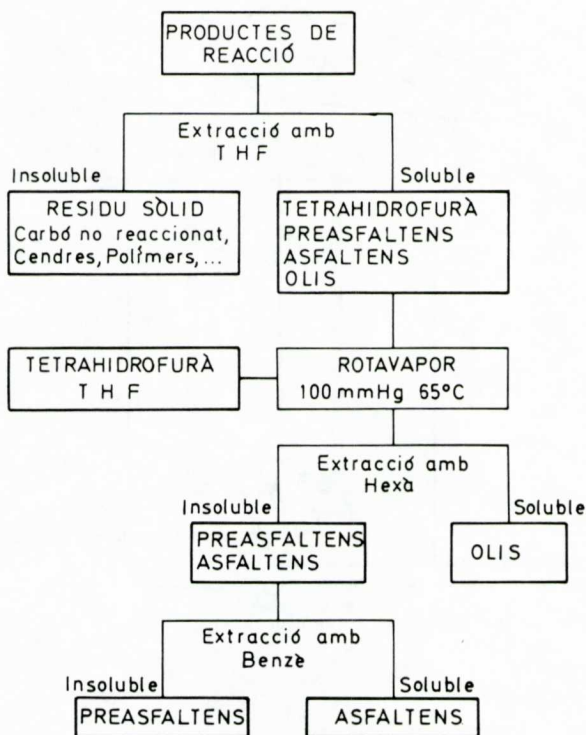 PRODUCTES DE
REACCIÓ
Extracció amb
T H F
Insoluble
Soluble
RESIDU SÒLID
Carbó no reaccionat,
Cendres, Polímers, ...
TETRAHIDROFURÀ
PREASFALTENS
ASFALTENS
OLIS
TETRAHIDROFURÀ
T H F
ROTAVAPOR
100 mmHg 65°C
Extracció amb
Hexà
Insoluble
Soluble
PREASFALTENS
ASFALTENS
OLIS
Extracció amb
Benzè
Insoluble
Soluble
PREASFALTENS
ASFALTENS